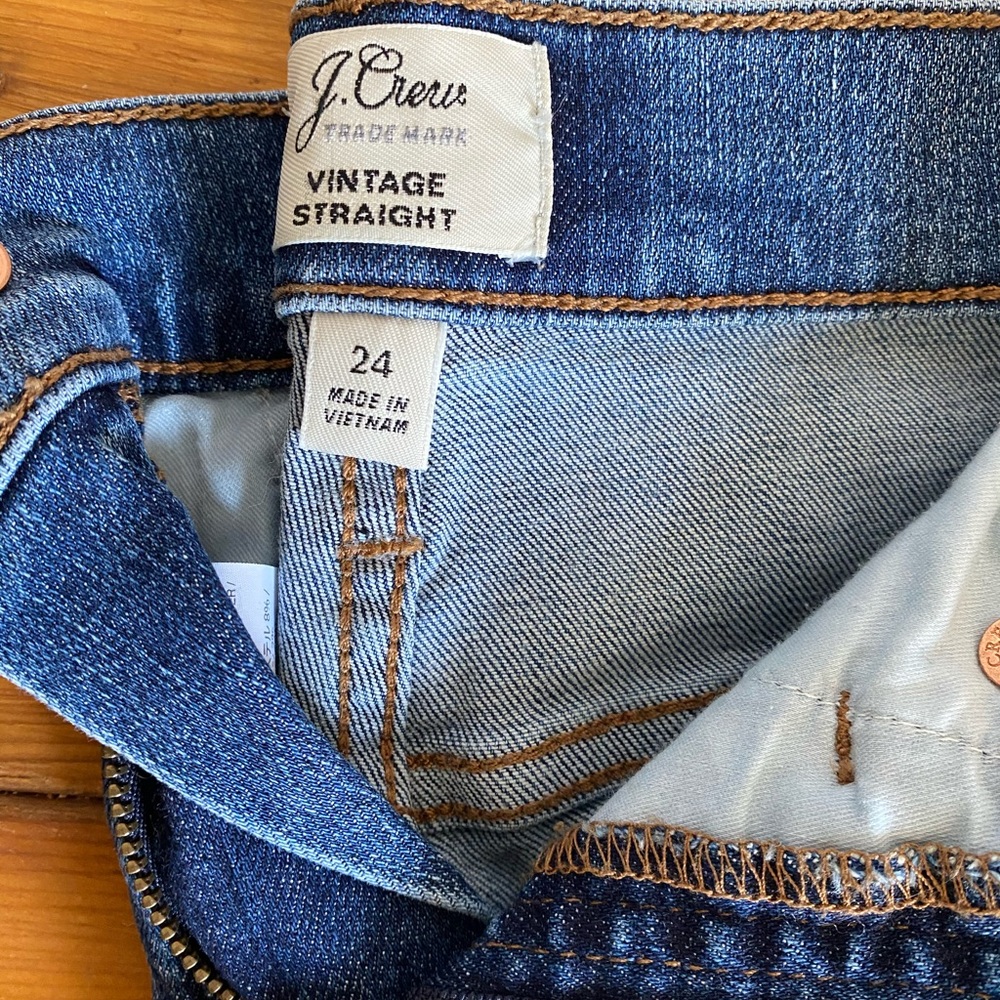 J.Crew
TRADE MARK
VINTAGE
STRAIGHT
24
MADE IN
VIETNAM